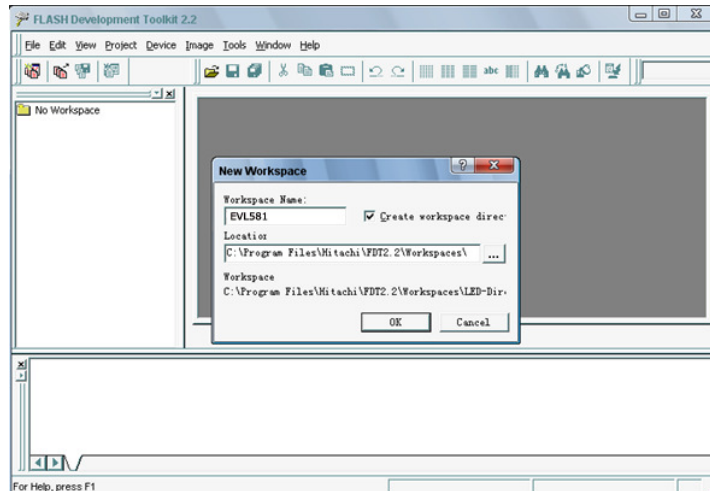 FLASH Development Toolkit 2.2
File Edit View Project Device Image Tools Window Help
abc
No Workspace
New Workspace
Workspace Name:
EVL581
Create workspace direc
Location
C:\Program Files\Hitachi\FDT2.2\Workspaces\
...
Workspace
C:\Program Files\Hitachi\FDT2.2\Workspaces\LED-Dir
OK Cancel
For Help, press F1